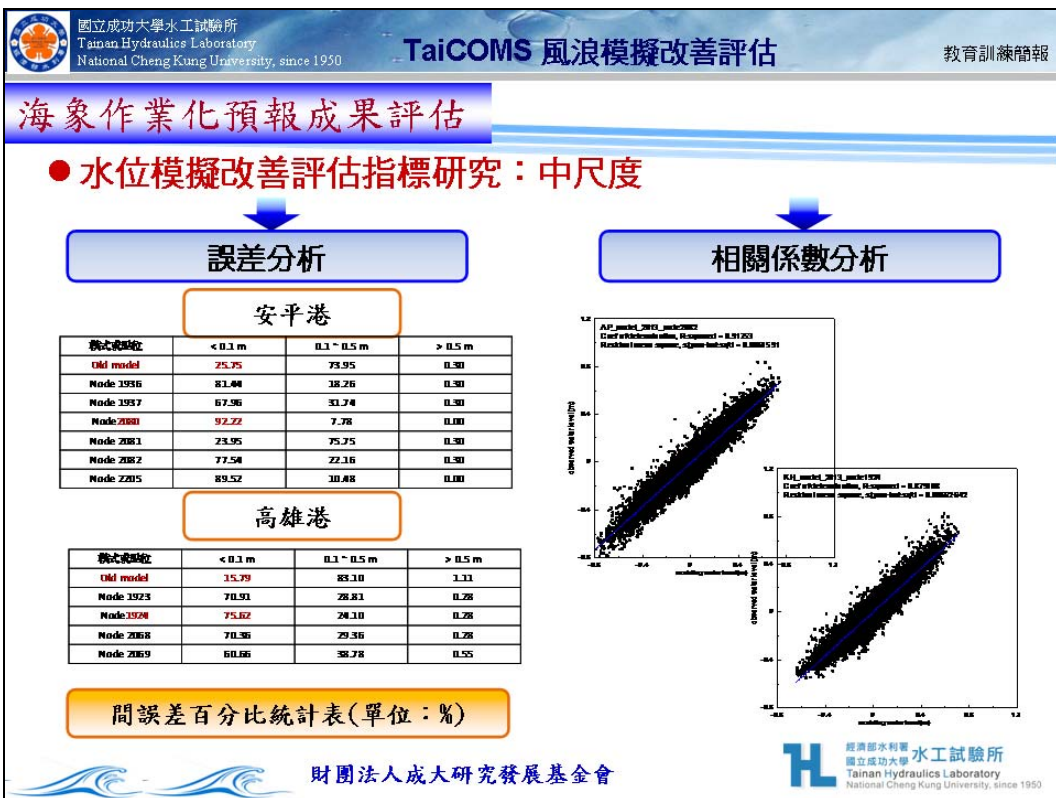 國立成功大學水工試驗所
Tainan Hydraulics Laboratory
National Cheng Kung University, since 1950
TaiCOMS 風浪模擬改善評估
教育訓練簡報
海象作業化預報成果評估
水位模擬改善評估指標研究：中尺度
誤差分析
相關係數分析
安平港
模式或點位 < 0.1 m 0.1 ~ 0.5 m > 0.5 m
Old model 25.75 73.95 0.30
Node 1936 81.44 18.26 0.30
Node 1937 67.96 31.74 0.30
Node2080 92.22 7.78 0.00
Node 2081 23.95 75.75 0.30
Node 2082 77.54 22.16 0.30
Node 2205 89.52 10.48 0.00
高雄港
模式或點位 < 0.1 m 0.1 ~ 0.5 m > 0.5 m
Old model 15.79 83.10 1.11
Node 1923 70.91 28.81 0.28
Node1924 75.62 24.10 0.28
Node 2068 70.36 29.36 0.28
Node 2069 60.66 38.78 0.55
間誤差百分比統計表(單位：%)
財團法人成大研究發展基金會
經濟部水利署
國立成功大學 水工試驗所
Tainan Hydraulics Laboratory
National Cheng Kung University, since 1950